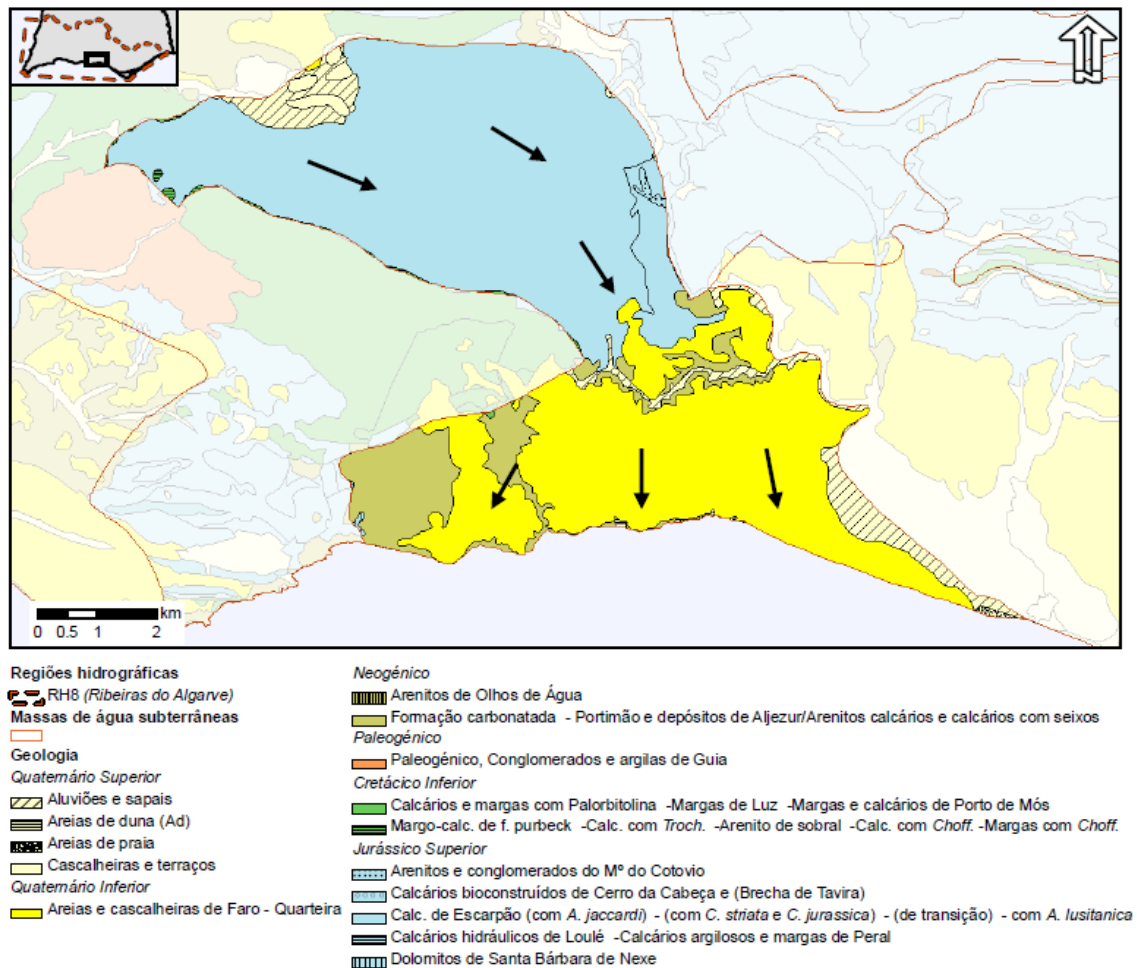 N
km
0 0.5 1 2
Regiões hidrográficas
RH8 (Ribeiras do Algarve)
Massas de água subterrâneas
Geologia
Quaternário Superior
Aluviões e sapais
Areias de duna (Ad)
Areias de praia
Cascalheiras e terraços
Quaternário Inferior
Areias e cascalheiras de Faro - Quarteira
Neogénico
Arenitos de Olhos de Água
Formação carbonatada - Portimão e depósitos de Aljezur/Arenitos calcários e calcários com seixos
Paleogénico
Paleogénico, Conglomerados e argilas de Guia
Cretácico Inferior
Calcários e margas com Palorbitolina -Margas de Luz -Margas e calcários de Porto de Mós
Margo-calc. de f. purbeck -Calc. com Troch. -Arenito de sobral -Calc. com Choff. -Margas com Choff.
Jurássico Superior
Arenitos e conglomerados do Mº do Cotovio
Calcários bioconstruídos de Cerro da Cabeça e (Brecha de Tavira)
Calc. de Escarpão (com A. jaccardi) - (com C. striata e C. jurassica) - (de transição) - com A. lusitanica
Calcários hidráulicos de Loulé -Calcários argilosos e margas de Peral
Dolomitos de Santa Bárbara de Nexe